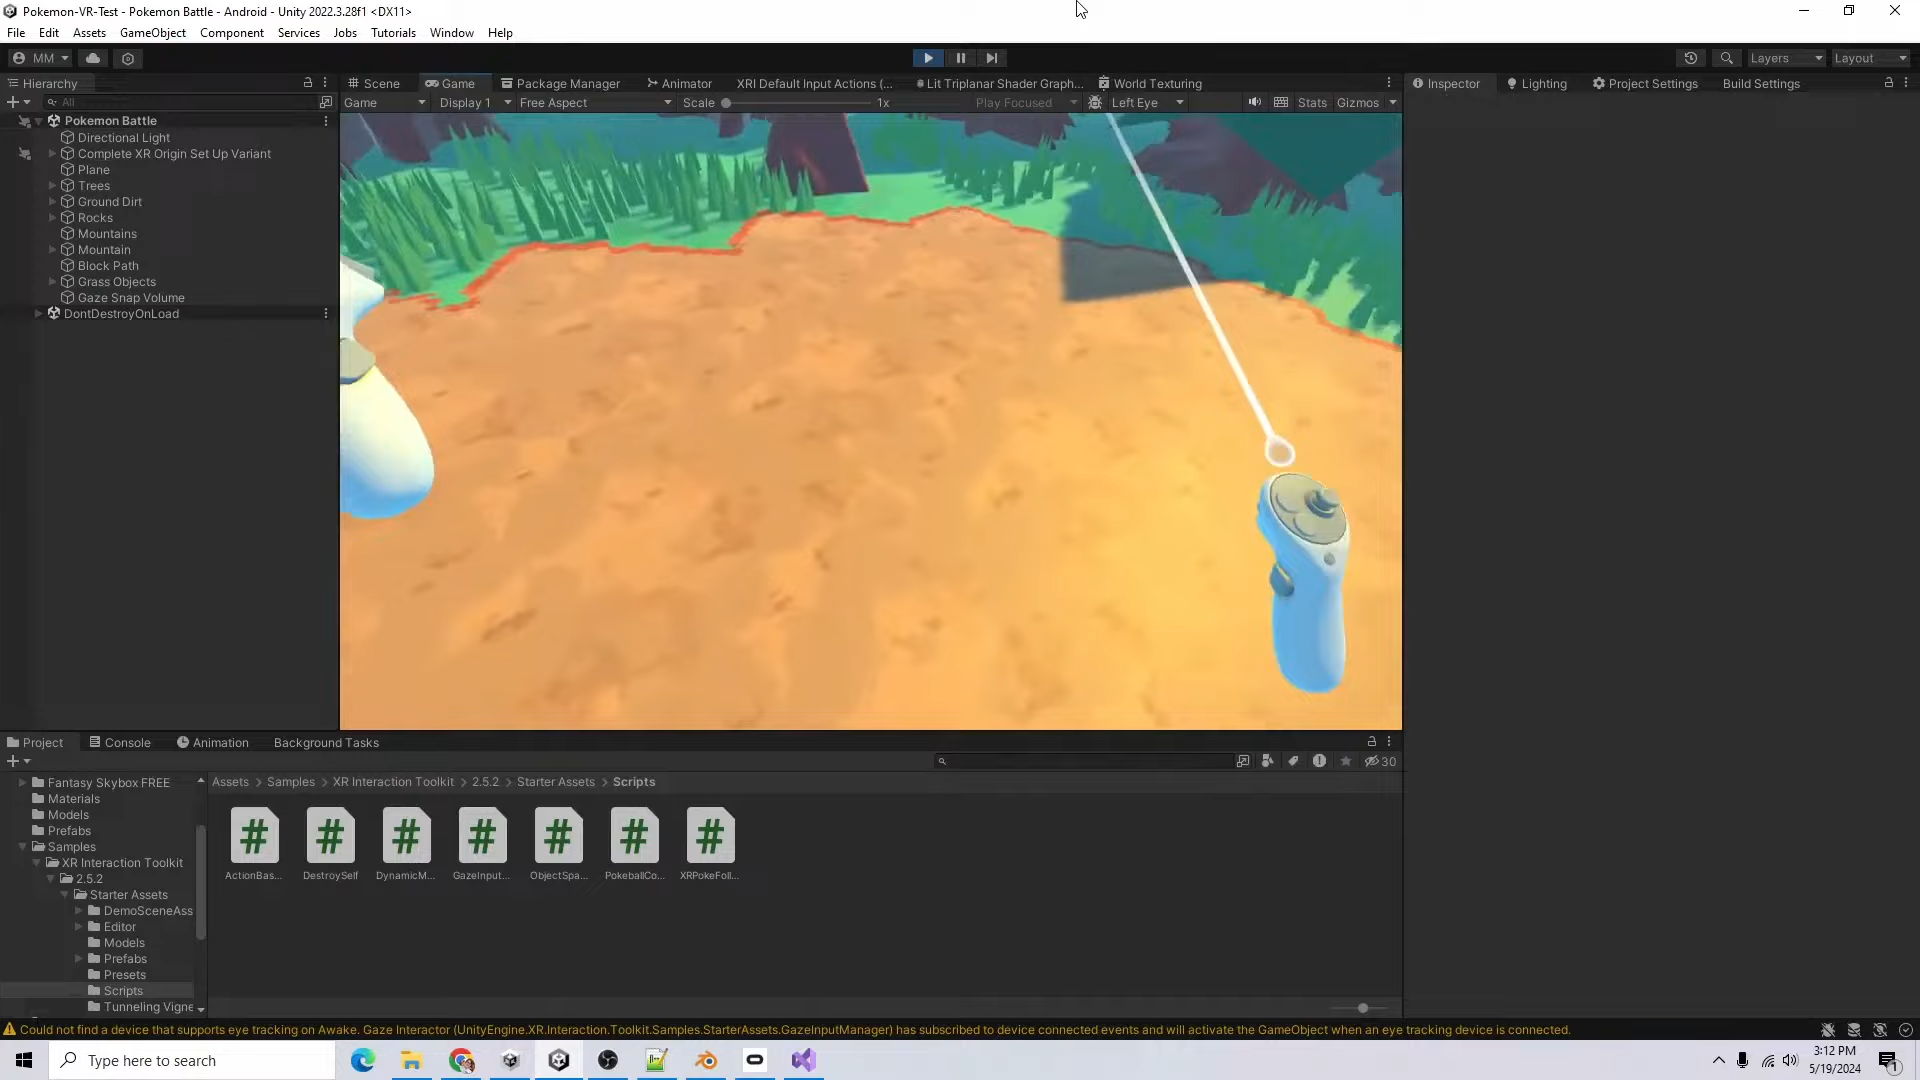 Pokemon-VR-Test - Pokemon Battle - Android - Unity 2022.3.28f1 <DX11>
File Edit Assets GameObject Component Services Jobs Tutorials Window Help
MM Layers Layout
Hierarchy Scene Game Package Manager Animator XRI Default Input Actions (... Lit Triplanar Shader Graph... World Texturing Inspector Lighting Project Settings Build Settings
All Game Display 1 Free Aspect Scale 1x Play Focused Left Eye Stats Gizmos
Pokemon Battle
Directional Light
Complete XR Origin Set Up Variant
Plane
Trees
Ground Dirt
Rocks
Mountains
Mountain
Block Path
Grass Objects
Gaze Snap Volume
DontDestroyOnLoad
Project Console Animation Background Tasks
30
Fantasy Skybox FREE
Materials
Models
Prefabs
Samples
XR Interaction Toolkit
2.5.2
Starter Assets
DemoSceneAss
Editor
Models
Prefabs
Presets
Scripts
Tunneling Vigne
Assets > Samples > XR Interaction Toolkit > 2.5.2 > Starter Assets > Scripts
ActionBas... DestroySelf DynamicM... GazeInput... ObjectSpa... PokeballCo... XRPokeFoll...
Could not find a device that supports eye tracking on Awake. Gaze Interactor (UnityEngine.XR.Interaction.Toolkit.Samples.StarterAssets.GazeInputManager) has subscribed to device connected events and will activate the GameObject when an eye tracking device is connected.
Type here to search
3:12 PM
5/19/2024
1